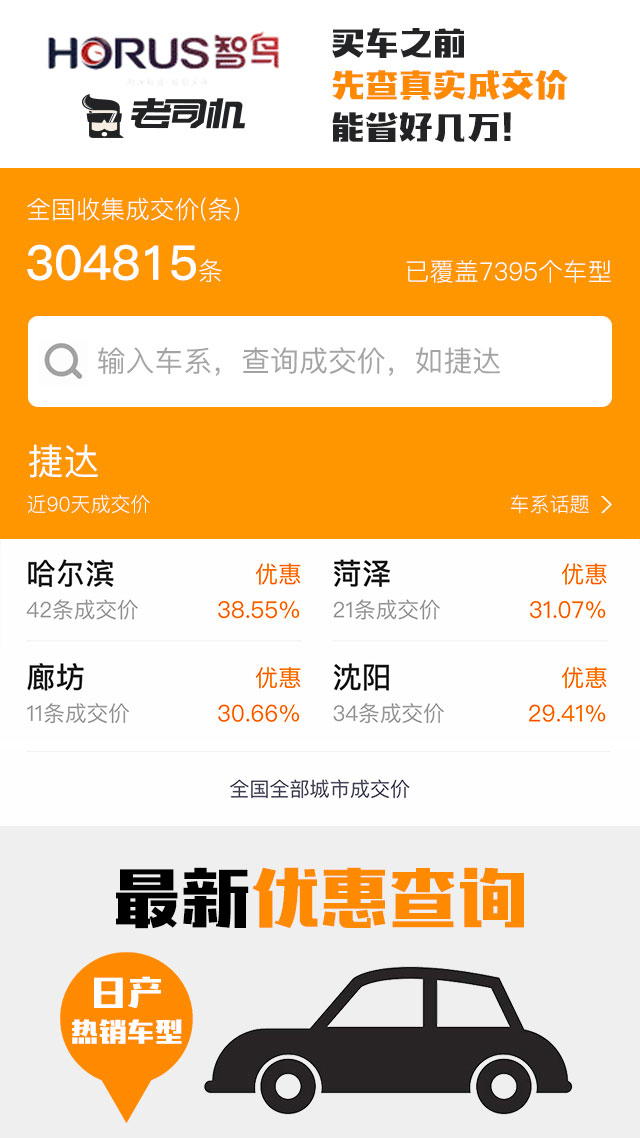 HORUS智鸟
老司机
买车之前
先查真实成交价
能省好几万!
全国收集成交价(条)
304815条
已覆盖7395个车型
输入车系，查询成交价，如捷达
捷达
近90天成交价
车系话题
哈尔滨 优惠
42条成交价 38.55%
菏泽 优惠
21条成交价 31.07%
廊坊 优惠
11条成交价 30.66%
沈阳 优惠
34条成交价 29.41%
全国全部城市成交价
最新优惠查询
日产
热销车型